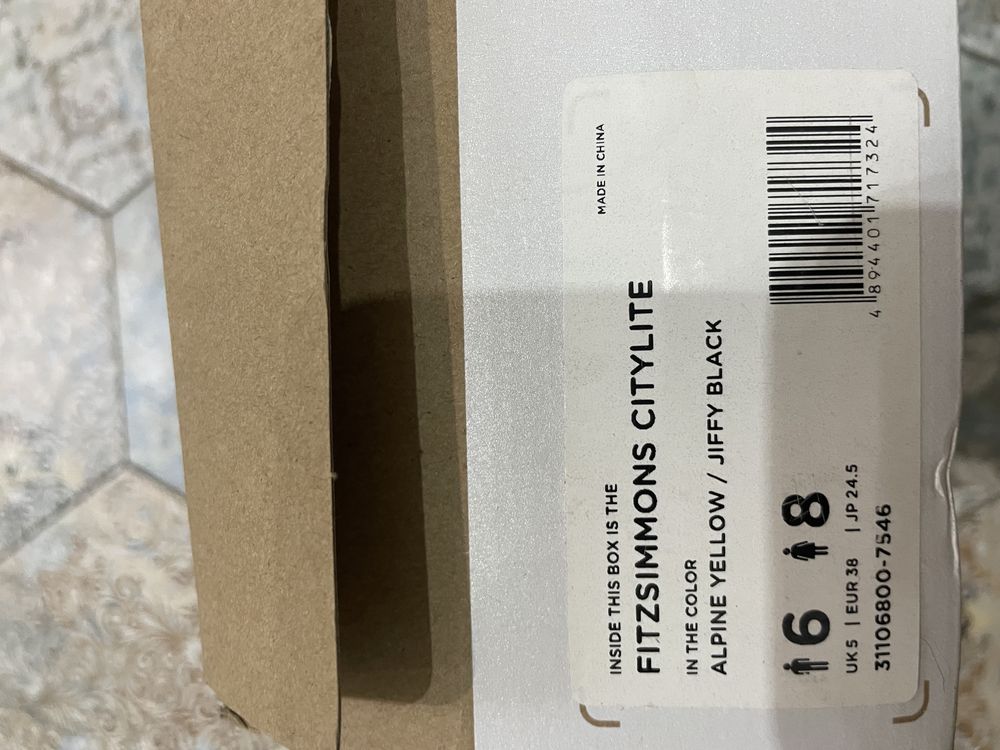 INSIDE THIS BOX IS THE
FITZSIMMONS CITYLITE
MADE IN CHINA
IN THE COLOR
ALPINE YELLOW / JIFFY BLACK
6 8
UK 5 | EUR 38 | JP 24.5
31106800-7546
4 894401 717324